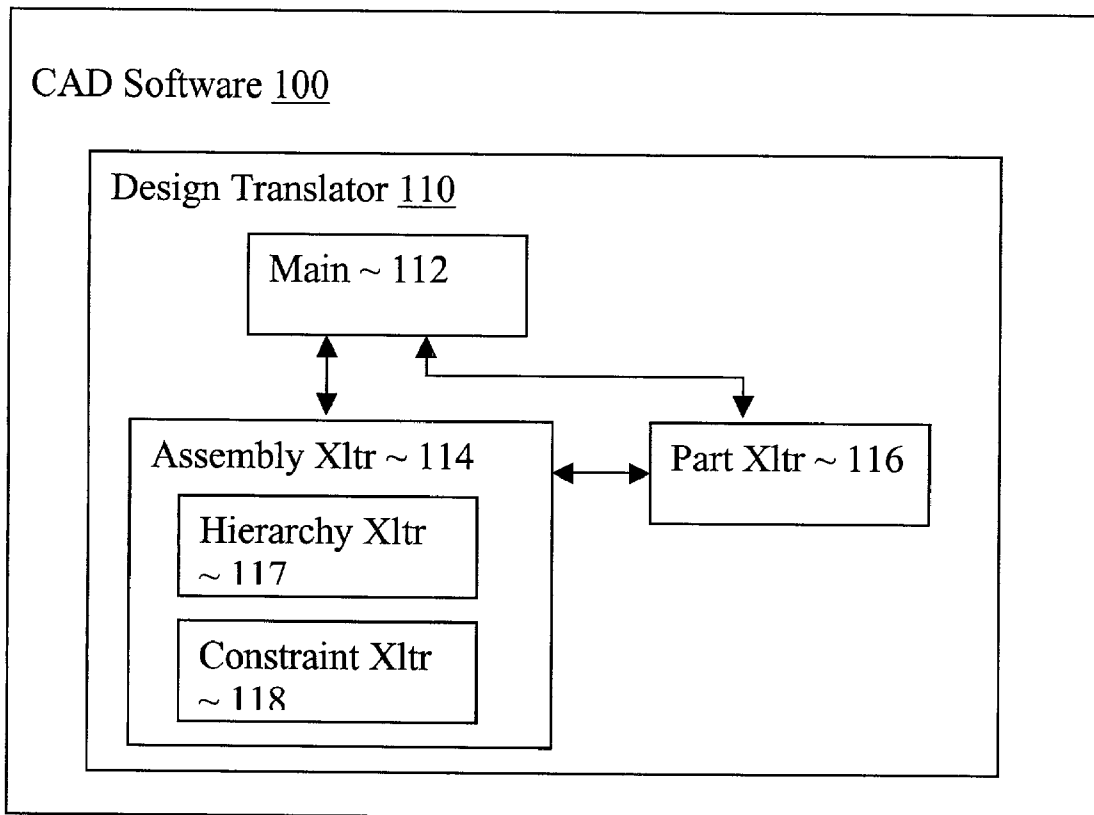 CAD Software 100
Design Translator 110
Main ~ 112
Assembly Xltr ~ 114
Part Xltr ~ 116
Hierarchy Xltr
~ 117
Constraint Xltr
~ 118